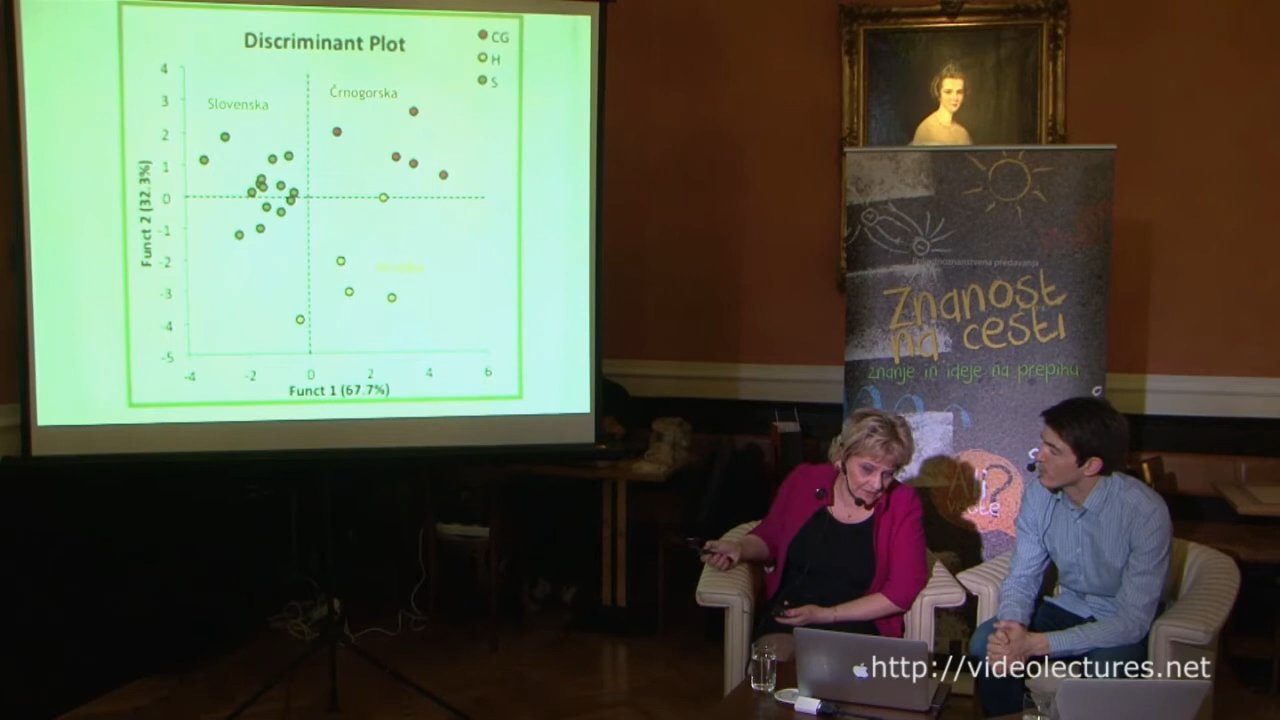 Discriminant Plot
CG
H
S
Slovenska
Črnogorska
4
3
2
1
0
-1
-2
-3
-4
-5
-4
-2
0
2
4
6
Funct 2 (32.3%)
Funct 1 (67.7%)
Znanost
na cesti
znanje in ideje na prepihu
http://videolectures.net